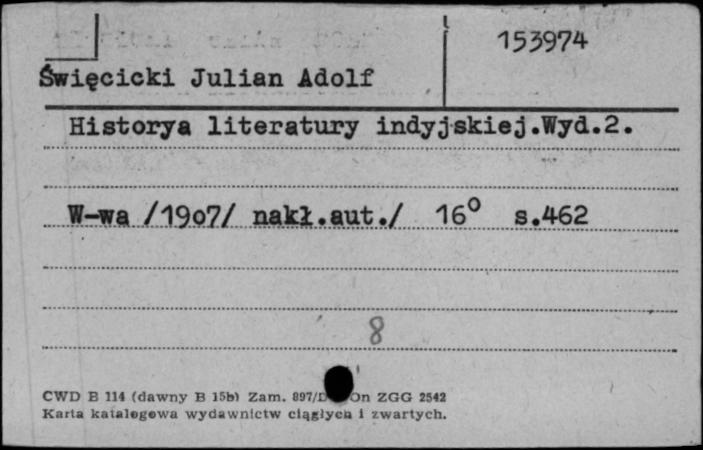 153974
Święcicki Julian Adolf
Historya literatury indyjskiej.Wyd.2.
W-wa /19o7/ nakł.aut./ 16° s.462
8
CWD B 114 (dawny B 15b) Zam. 897/D On ZGG 2542
Karta katalogowa wydawnictw ciągłych i zwartych.